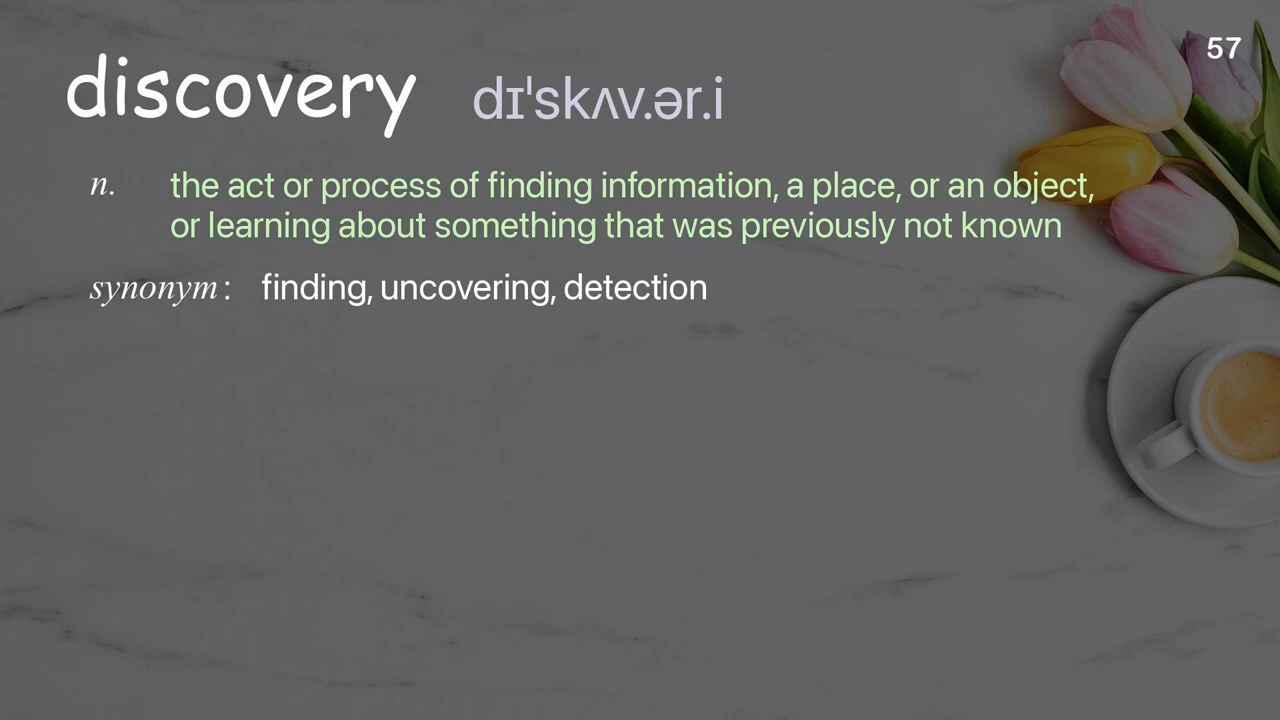 57
discovery dɪˈskʌv.ər.i
n. the act or process of finding information, a place, or an object,
or learning about something that was previously not known
synonym: finding, uncovering, detection